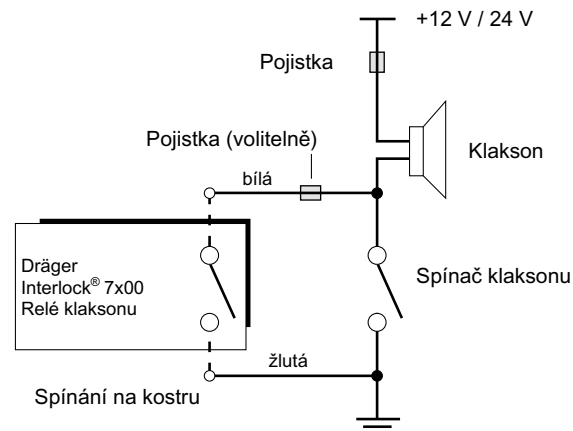 +12 V / 24 V
Pojistka
Pojistka (volitelně)
Klakson
bílá
Dräger
Interlock® 7x00
Relé klaksonu
Spínač klaksonu
žlutá
Spínání na kostru